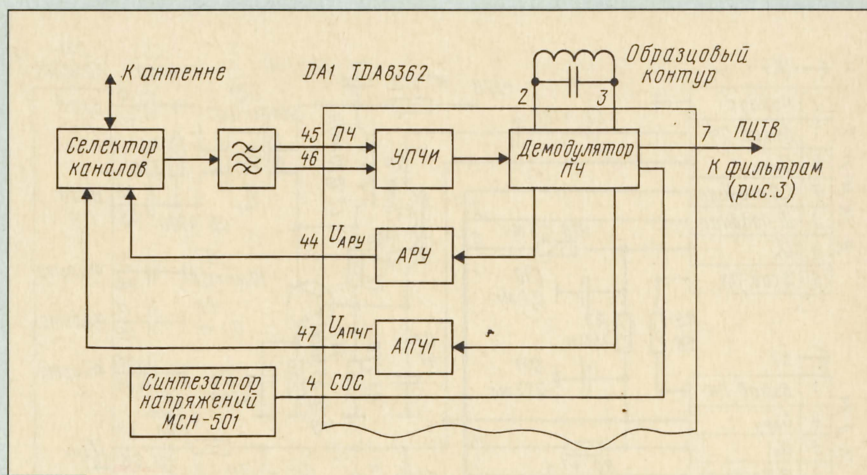 К антенне
DA1 TDA8362
Образцовый
контур
2
3
Селектор
каналов
45 ПЧ
46
УПЧИ
Демодулятор
ПЧ
7 ПЦТВ
К фильтрам
(рис.3)
44 UАРУ
АРУ
47 UАПЧГ
АПЧГ
Синтезатор
напряжений
МСН-501
4 СОС